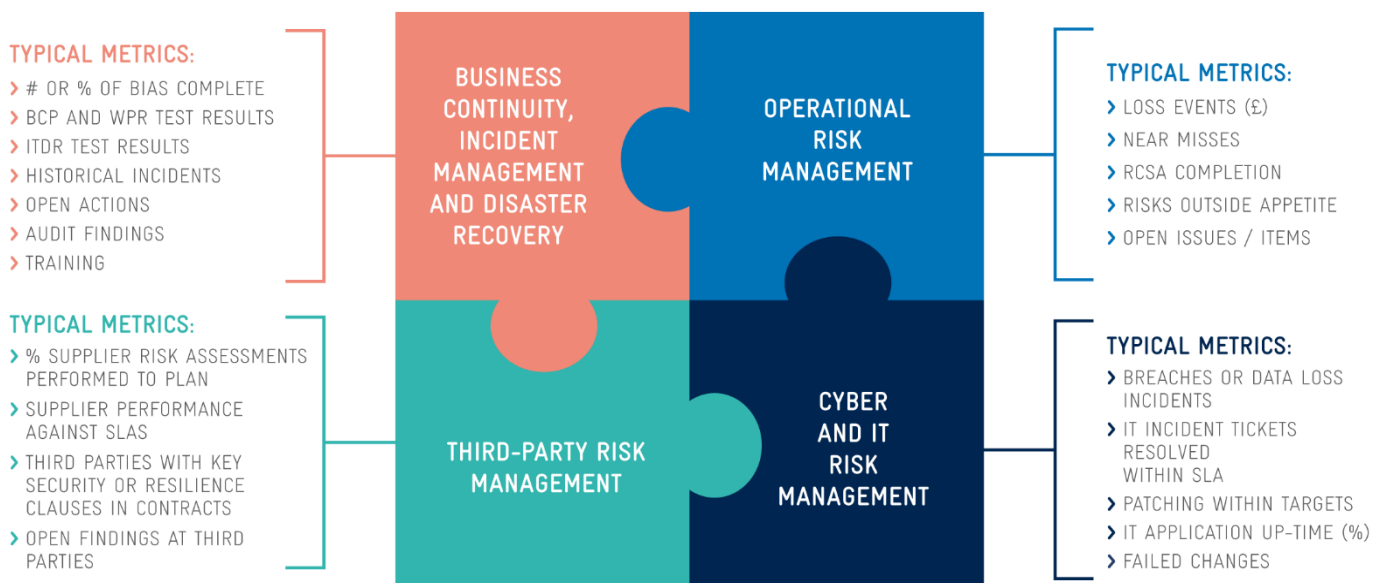 TYPICAL METRICS:
# OR % OF BIAS COMPLETE
BCP AND WPR TEST RESULTS
ITDR TEST RESULTS
HISTORICAL INCIDENTS
OPEN ACTIONS
AUDIT FINDINGS
TRAINING
BUSINESS
CONTINUITY,
INCIDENT
MANAGEMENT
AND DISASTER
RECOVERY
OPERATIONAL
RISK
MANAGEMENT
TYPICAL METRICS:
LOSS EVENTS (£)
NEAR MISSES
RCSA COMPLETION
RISKS OUTSIDE APPETITE
OPEN ISSUES / ITEMS
TYPICAL METRICS:
% SUPPLIER RISK ASSESSMENTS
PERFORMED TO PLAN
SUPPLIER PERFORMANCE
AGAINST SLAS
THIRD PARTIES WITH KEY
SECURITY OR RESILIENCE
CLAUSES IN CONTRACTS
OPEN FINDINGS AT THIRD
PARTIES
THIRD-PARTY RISK
MANAGEMENT
CYBER
AND IT
RISK
MANAGEMENT
TYPICAL METRICS:
BREACHES OR DATA LOSS
INCIDENTS
IT INCIDENT TICKETS
RESOLVED
WITHIN SLA
PATCHING WITHIN TARGETS
IT APPLICATION UP-TIME (%)
FAILED CHANGES